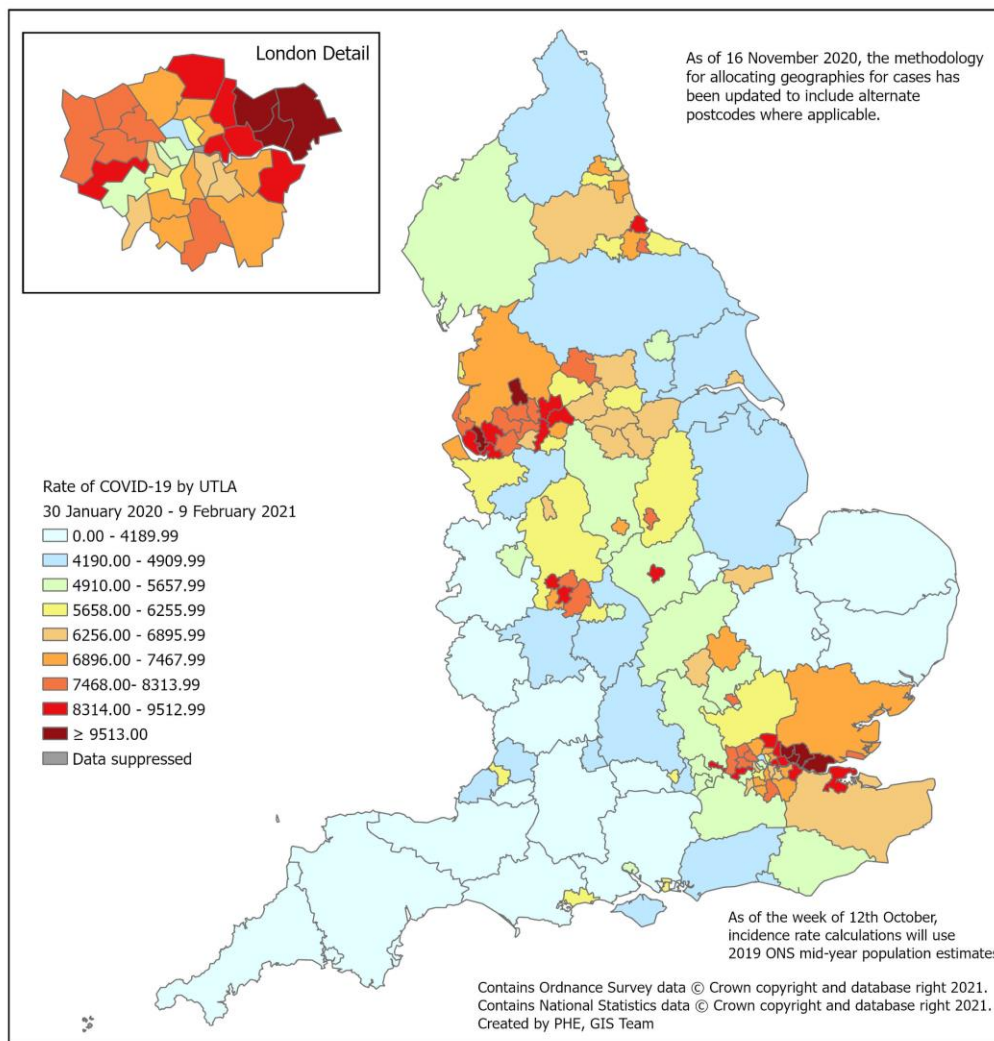 London Detail
As of 16 November 2020, the methodology
for allocating geographies for cases has
been updated to include alternate
postcodes where applicable.
Rate of COVID-19 by UTLA
30 January 2020 - 9 February 2021
0.00 - 4189.99
4190.00 - 4909.99
4910.00 - 5657.99
5658.00 - 6255.99
6256.00 - 6895.99
6896.00 - 7467.99
7468.00- 8313.99
8314.00 - 9512.99
≥ 9513.00
Data suppressed
As of the week of 12th October,
incidence rate calculations will use
2019 ONS mid-year population estimates
Contains Ordnance Survey data © Crown copyright and database right 2021.
Contains National Statistics data © Crown copyright and database right 2021.
Created by PHE, GIS Team